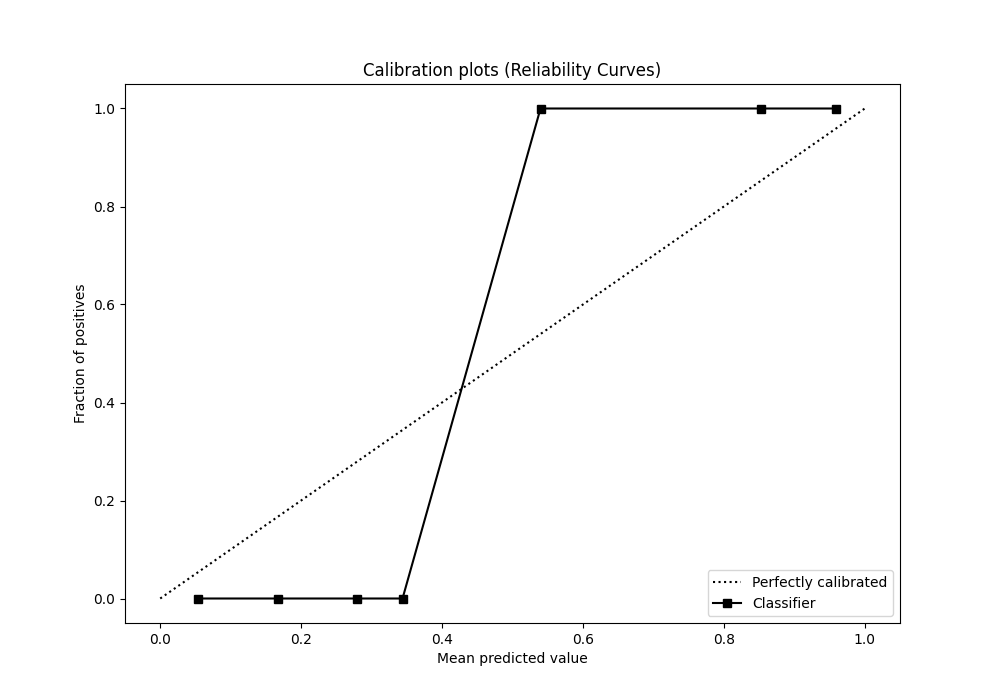 Calibration plots (Reliability Curves)
Fraction of positives
1.0
0.8
0.6
0.4
0.2
0.0
0.0 0.2 0.4 0.6 0.8 1.0
Mean predicted value
Perfectly calibrated
Classifier